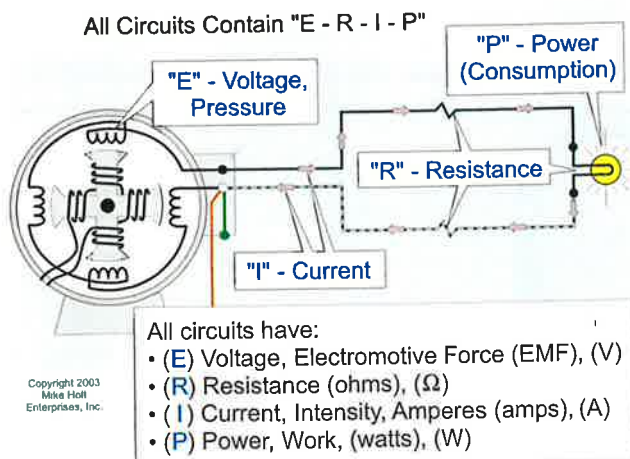 All Circuits Contain "E - R - I - P"
"P" - Power
(Consumption)
"E" - Voltage,
Pressure
"R" - Resistance
"I" - Current
All circuits have:
• (E) Voltage, Electromotive Force (EMF), (V)
• (R) Resistance (ohms), (Ω)
• (I) Current, Intensity, Amperes (amps), (A)
• (P) Power, Work, (watts), (W)
Copyright 2003
Mike Holt
Enterprises, Inc.